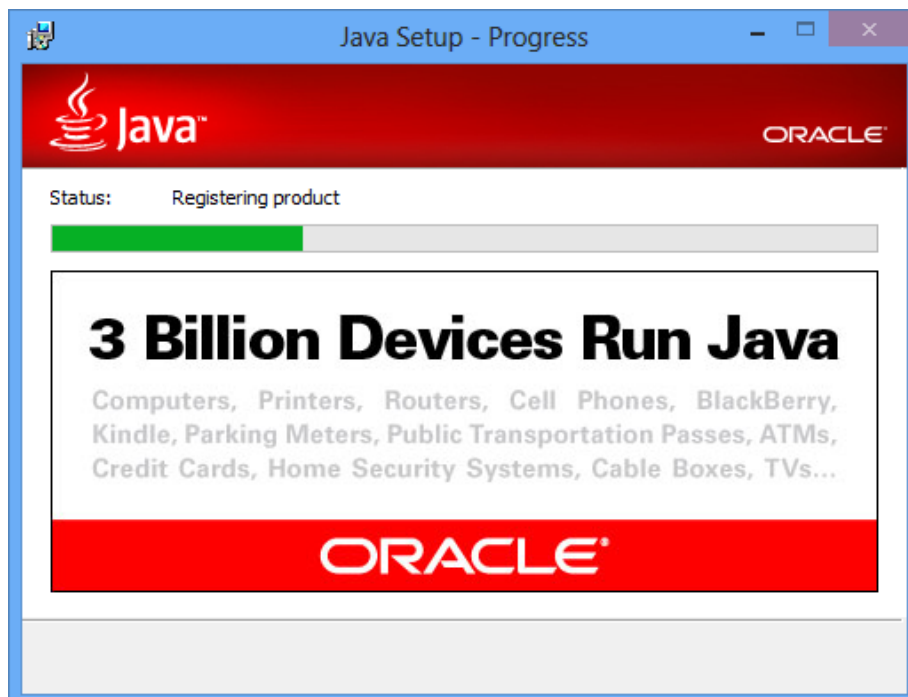 Java Setup - Progress
Java™
ORACLE®
Status: Registering product
3 Billion Devices Run Java
Computers, Printers, Routers, Cell Phones, BlackBerry,
Kindle, Parking Meters, Public Transportation Passes, ATMs,
Credit Cards, Home Security Systems, Cable Boxes, TVs...
ORACLE®